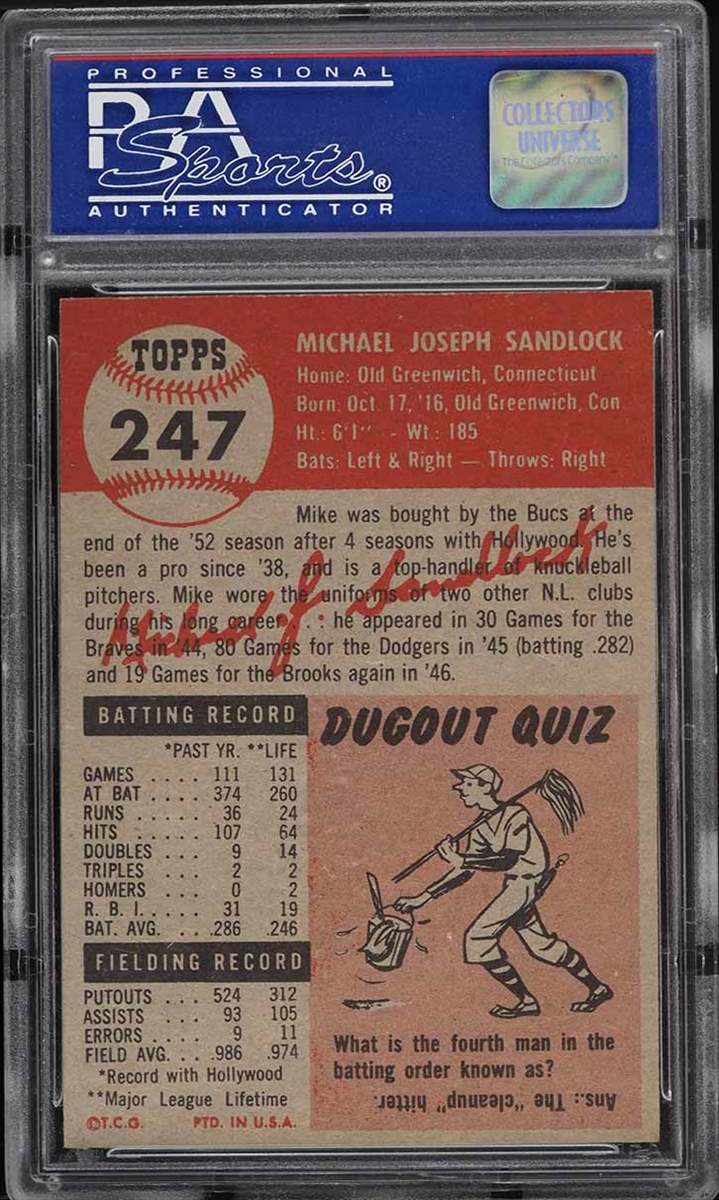 PROFESSIONAL
PSA
Sports®
AUTHENTICATOR
COLLECTORS
UNIVERSE
The Collectors Company™
TOPPS
247
MICHAEL JOSEPH SANDLOCK
Home: Old Greenwich, Connecticut
Born: Oct. 17, '16, Old Greenwich, Con
Ht.: 6'1" - Wt.: 185
Bats: Left & Right — Throws: Right
Mike was bought by the Bucs at the
end of the '52 season after 4 seasons with Hollywood. He's
been a pro since '38, and is a top-handler of knuckleball
pitchers. Mike wore the uniforms of two other N.L. clubs
during his long career . . : he appeared in 30 Games for the
Braves in '44, 80 Games for the Dodgers in '45 (batting .282)
and 19 Games for the Brooks again in '46.
Michael J. Sandlock
BATTING RECORD
*PAST YR. **LIFE
GAMES . . . . 111 131
AT BAT . . . . 374 260
RUNS . . . . . 36 24
HITS . . . . . 107 64
DOUBLES . . . 9 14
TRIPLES . . . 2 2
HOMERS . . . 0 2
R. B. I. . . . . 31 19
BAT. AVG. . . .286 .246
FIELDING RECORD
PUTOUTS . . . . 524 312
ASSISTS . . . . 93 105
ERRORS . . . . 9 11
FIELD AVG. . . .986 .974
*Record with Hollywood
**Major League Lifetime
©T.C.G. PTD. IN U.S.A.
DUGOUT QUIZ
What is the fourth man in the
batting order known as?
Ans.: The "cleanup" hitter.